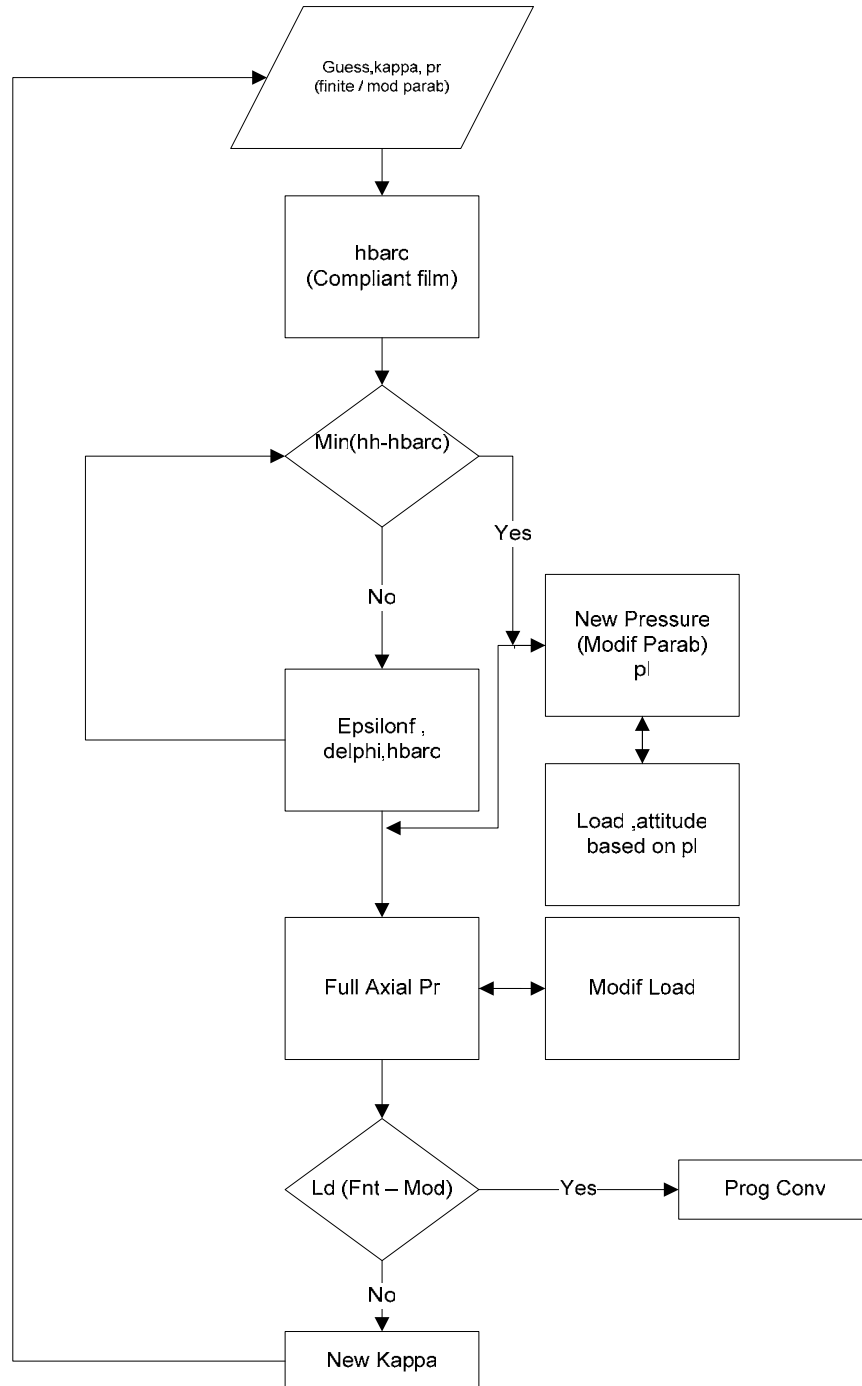 Guess,kappa, pr
(finite / mod parab)
hbarc
(Compliant film)
Min(hh-hbarc)
Yes
No
New Pressure
(Modif Parab)
pl
Epsilonf ,
delphi,hbarc
Load ,attitude
based on pl
Full Axial Pr
Modif Load
Ld (Fnt – Mod)
Yes
Prog Conv
No
New Kappa